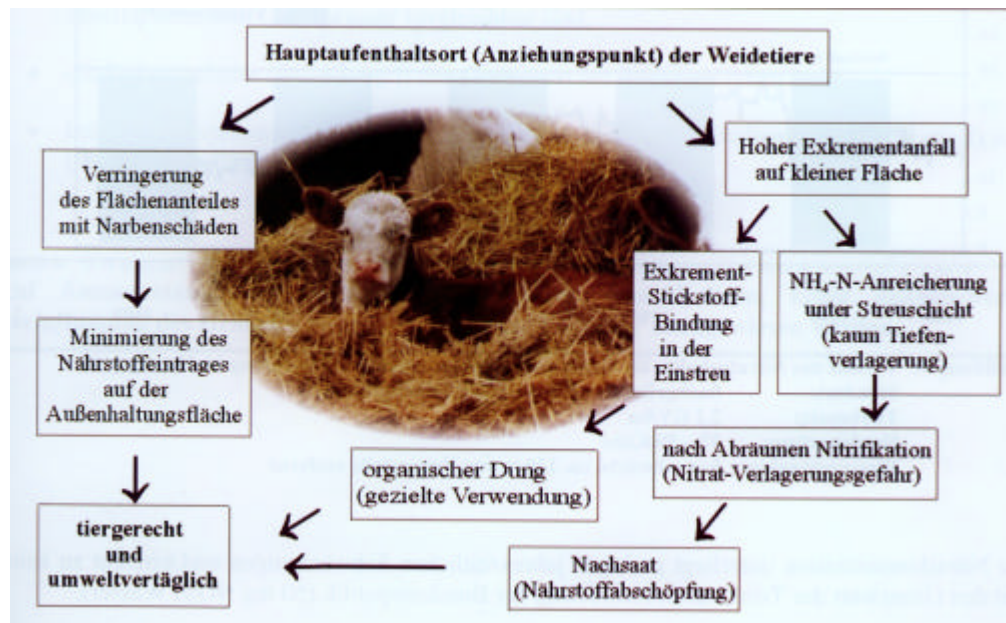 Hauptaufenthaltsort (Anziehungspunkt) der Weidetiere
Verringerung
des Flächenanteiles
mit Narbenschäden
Hoher Exkrementanfall
auf kleiner Fläche
Exkrement-
Stickstoff-
Bindung
in der
Einstreu
NH₄-N-Anreicherung
unter Streuschicht
(kaum Tiefen-
verlagerung)
Minimierung des
Nährstoffeintrages
auf der
Außenhaltungsfläche
organischer Dung
(gezielte Verwendung)
nach Abräumen Nitrifikation
(Nitrat-Verlagerungsgefahr)
tiergerecht
und
umweltverträglich
Nachsaat
(Nährstoffabschöpfung)